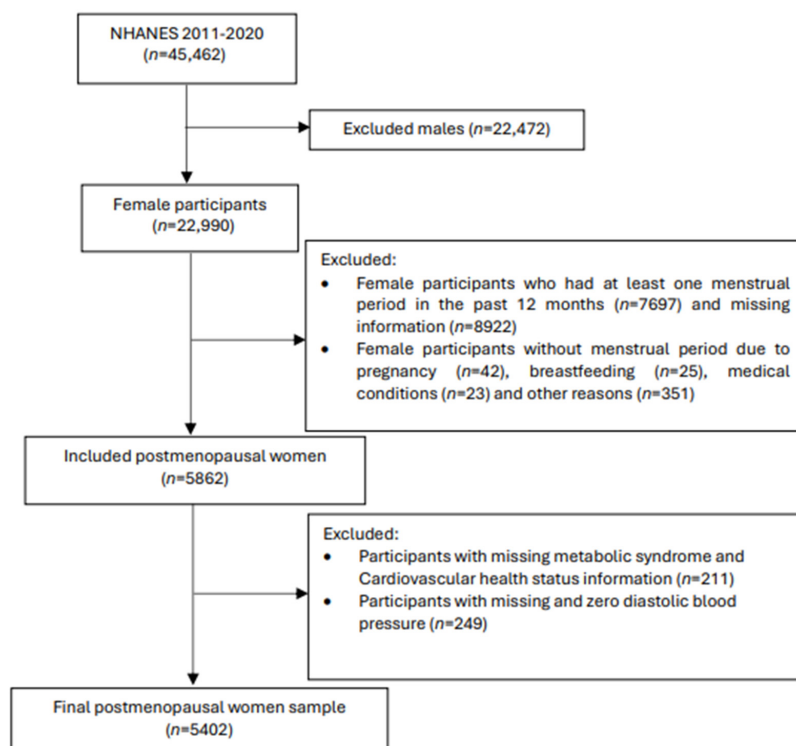 NHANES 2011-2020
(n=45,462)
Excluded males (n=22,472)
Female participants
(n=22,990)
Excluded:
• Female participants who had at least one menstrual
period in the past 12 months (n=7697) and missing
information (n=8922)
• Female participants without menstrual period due to
pregnancy (n=42), breastfeeding (n=25), medical
conditions (n=23) and other reasons (n=351)
Included postmenopausal women
(n=5862)
Excluded:
• Participants with missing metabolic syndrome and
Cardiovascular health status information (n=211)
• Participants with missing and zero diastolic blood
pressure (n=249)
Final postmenopausal women sample
(n=5402)